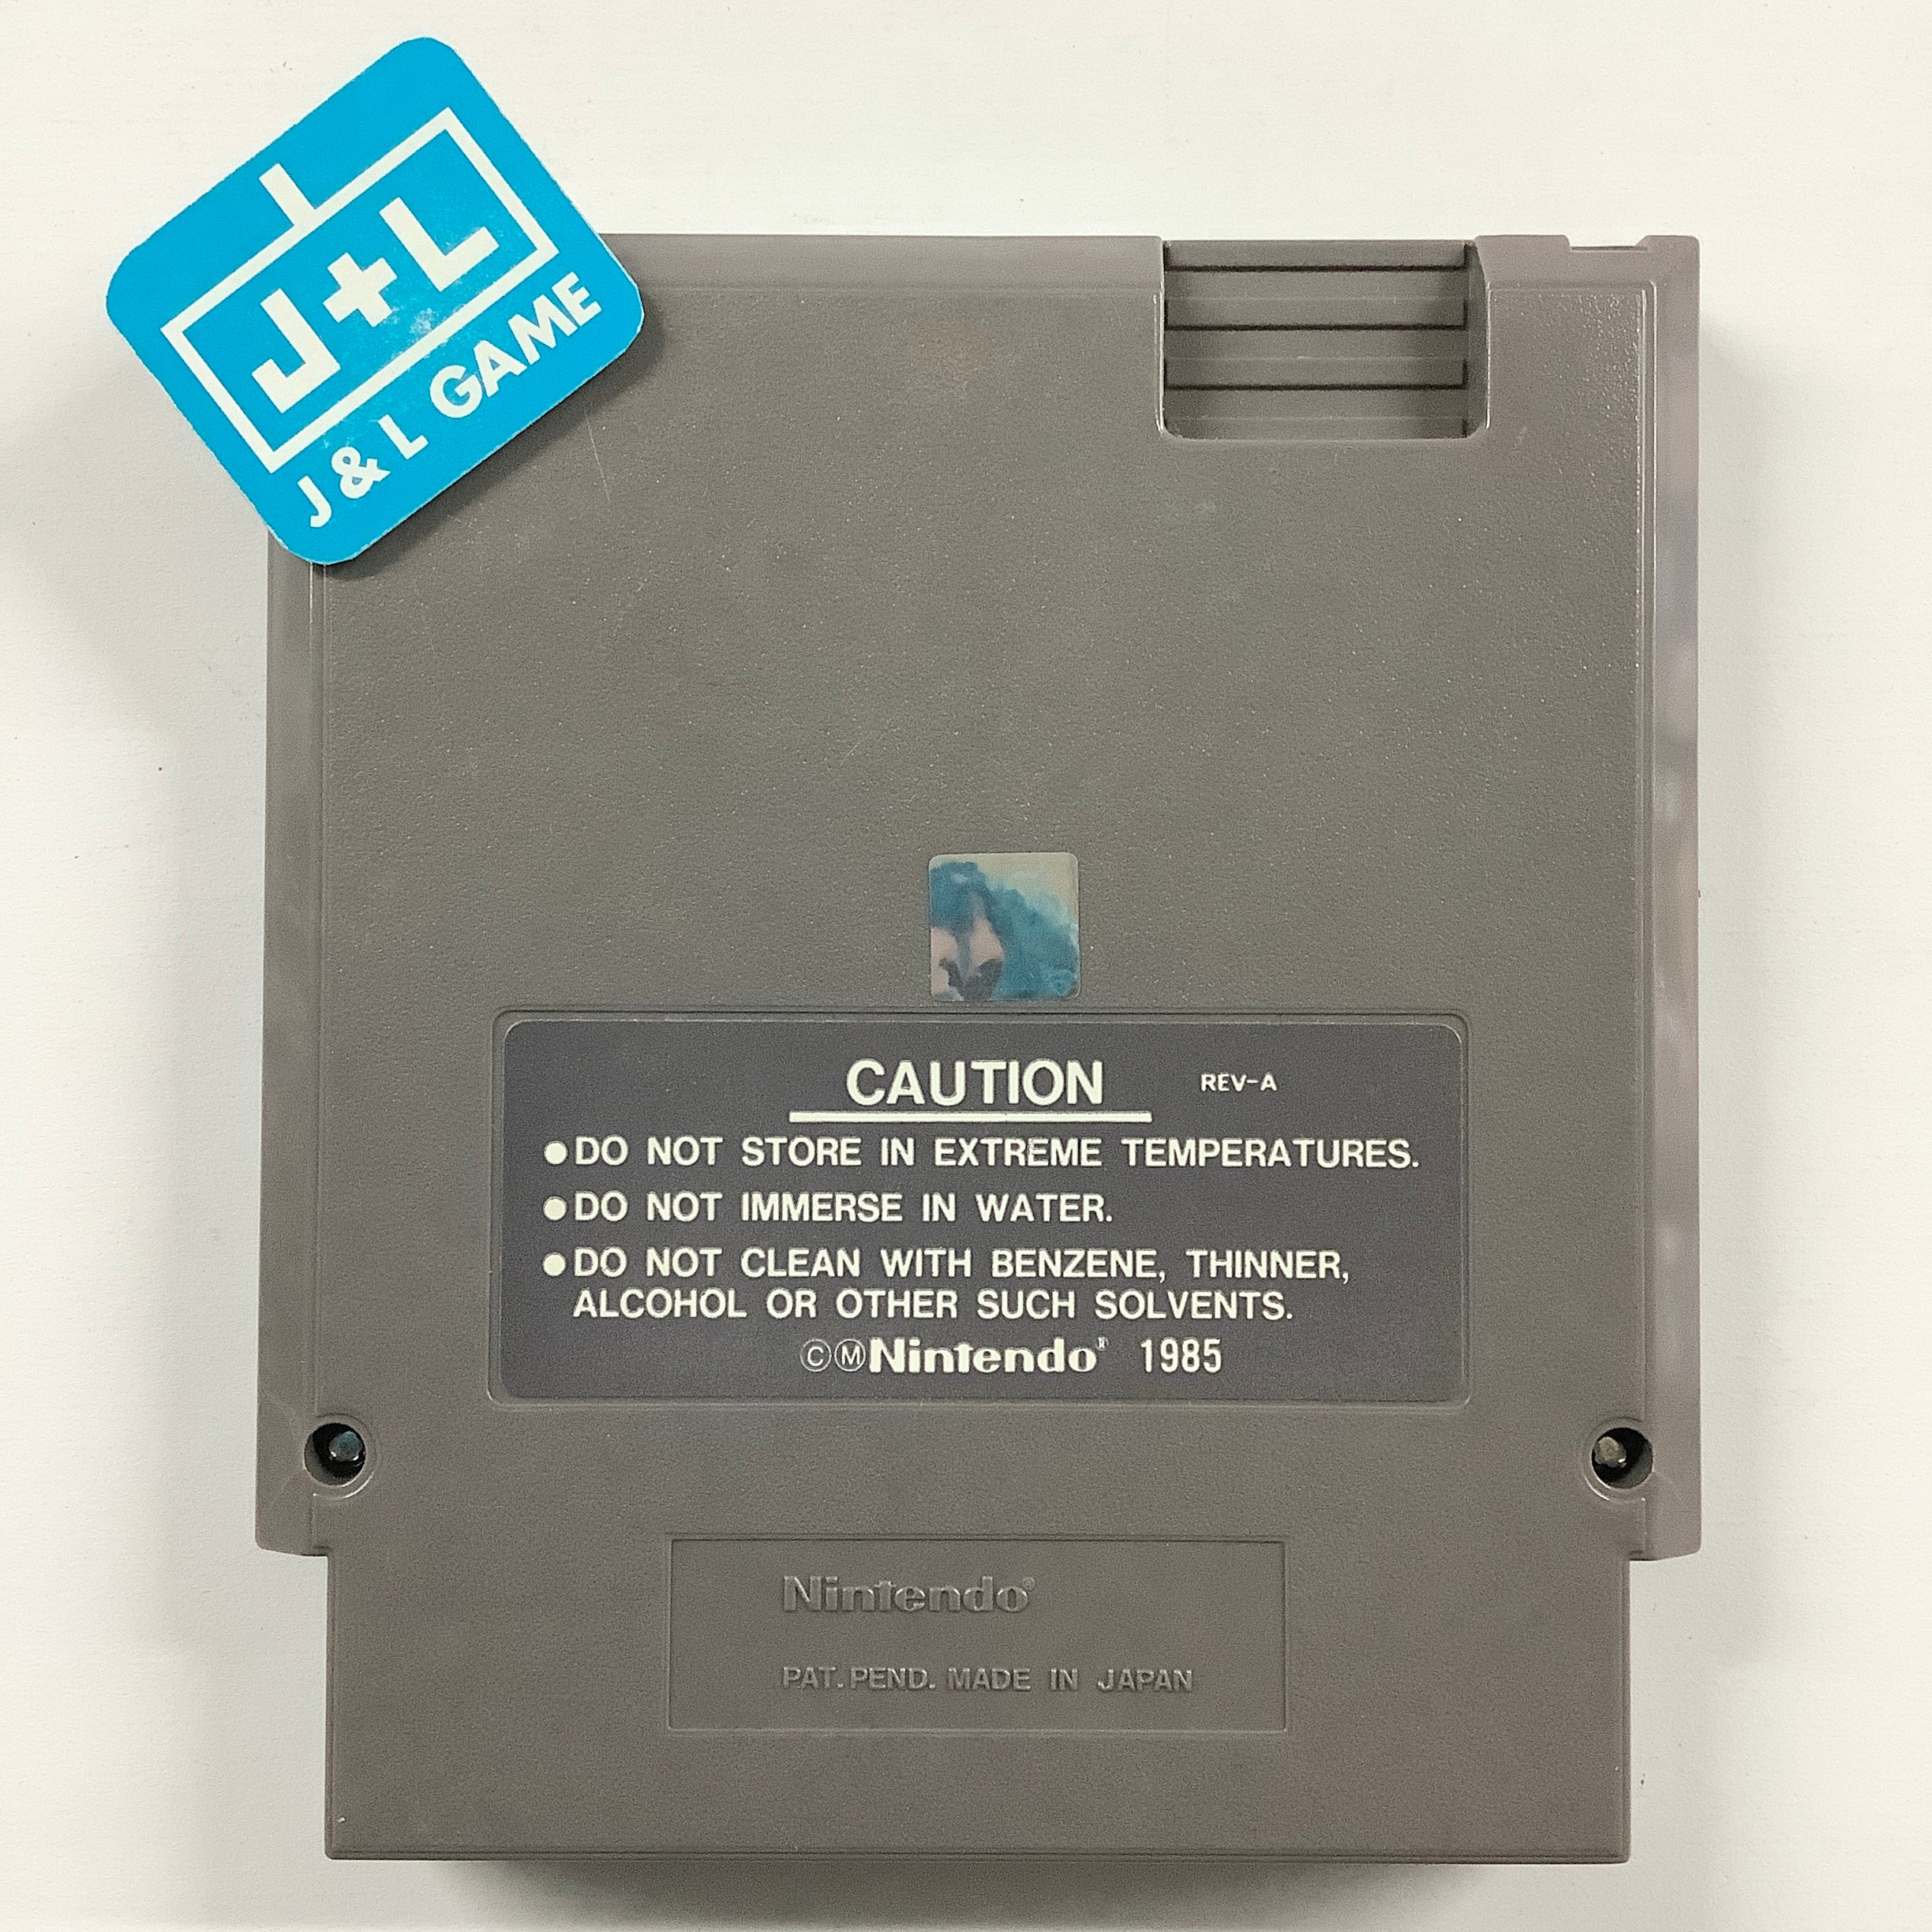 J+L
J & L GAME
CAUTION REV-A
●DO NOT STORE IN EXTREME TEMPERATURES.
●DO NOT IMMERSE IN WATER.
●DO NOT CLEAN WITH BENZENE, THINNER,
ALCOHOL OR OTHER SUCH SOLVENTS.
©ⓂNintendo® 1985
Nintendo®
PAT. PEND. MADE IN JAPAN